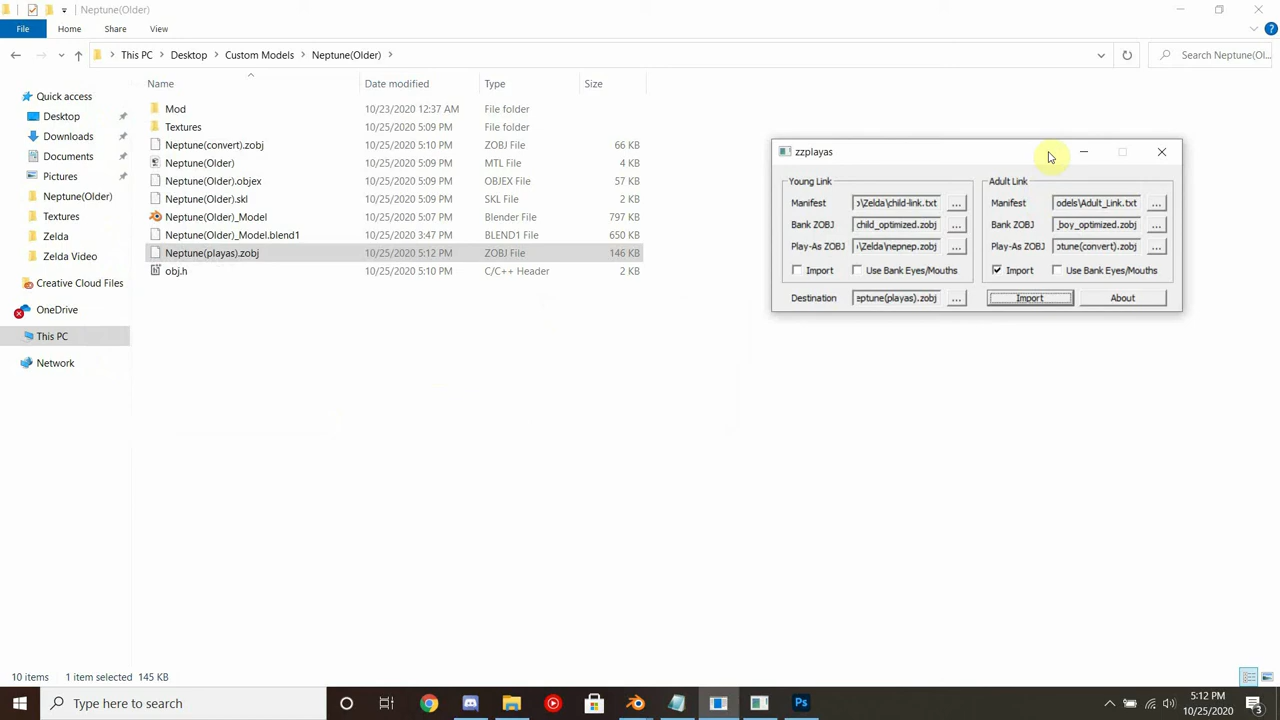 Neptune(Older)
File
Home
Share
View
This PC > Desktop > Custom Models > Neptune(Older) >
Search Neptune(Ol...
Name Date modified Type Size
Quick access
Desktop
Downloads
Documents
Pictures
Neptune(Older)
Textures
Zelda
Zelda Video
Creative Cloud Files
OneDrive
This PC
Network
Mod 10/23/2020 12:37 AM File folder
Textures 10/25/2020 5:09 PM File folder
Neptune(convert).zobj 10/25/2020 5:10 PM ZOBJ File 66 KB
Neptune(Older) 10/25/2020 5:09 PM MTL File 4 KB
Neptune(Older).objex 10/25/2020 5:09 PM OBJEX File 57 KB
Neptune(Older).skl 10/25/2020 5:09 PM SKL File 2 KB
Neptune(Older)_Model 10/25/2020 5:09 PM Blender File 797 KB
Neptune(Older)_Model.blend1 10/25/2020 3:47 PM BLEND1 File 650 KB
Neptune(playas).zobj 10/25/2020 5:12 PM ZOBJ File 146 KB
obj.h 10/25/2020 5:10 PM C/C++ Header 2 KB
zzplayas
Young Link
Manifest \Zelda\child-link.txt ...
Bank ZOBJ child_optimized.zobj ...
Play-As ZOBJ \Zelda\nepnep.zobj ...
Import Use Bank Eyes/Mouths
Adult Link
Manifest odels\Adult_Link.txt ...
Bank ZOBJ _boy_optimized.zobj ...
Play-As ZOBJ ptune(convert).zobj ...
Import Use Bank Eyes/Mouths
Destination eptune(playas).zobj ... Import About
10 items 1 item selected 145 KB
Type here to search
5:12 PM
10/25/2020
3